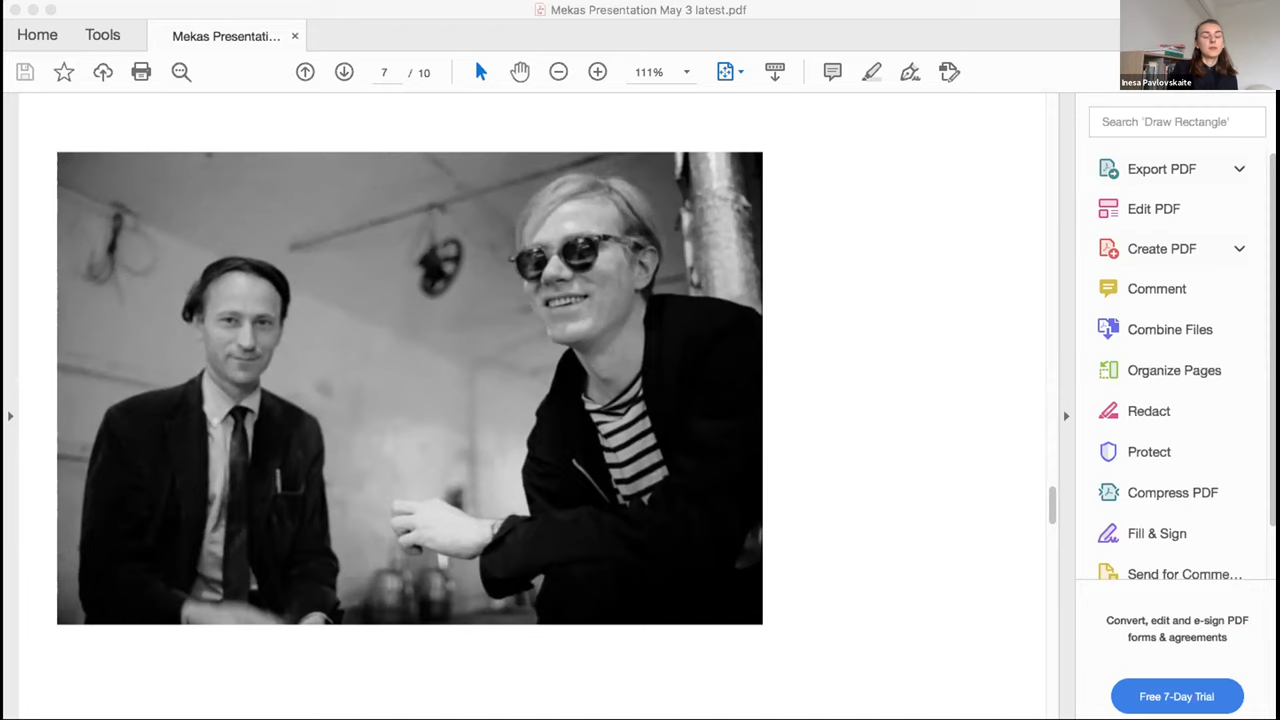 Mekas Presentation May 3 latest.pdf
Home
Tools
Mekas Presentati...
×
7
/ 10
111%
Inesa Pavlovskaite
Search 'Draw Rectangle'
Export PDF
Edit PDF
Create PDF
Comment
Combine Files
Organize Pages
Redact
Protect
Compress PDF
Fill & Sign
Send for Comme...
Convert, edit and e-sign PDF
forms & agreements
Free 7-Day Trial